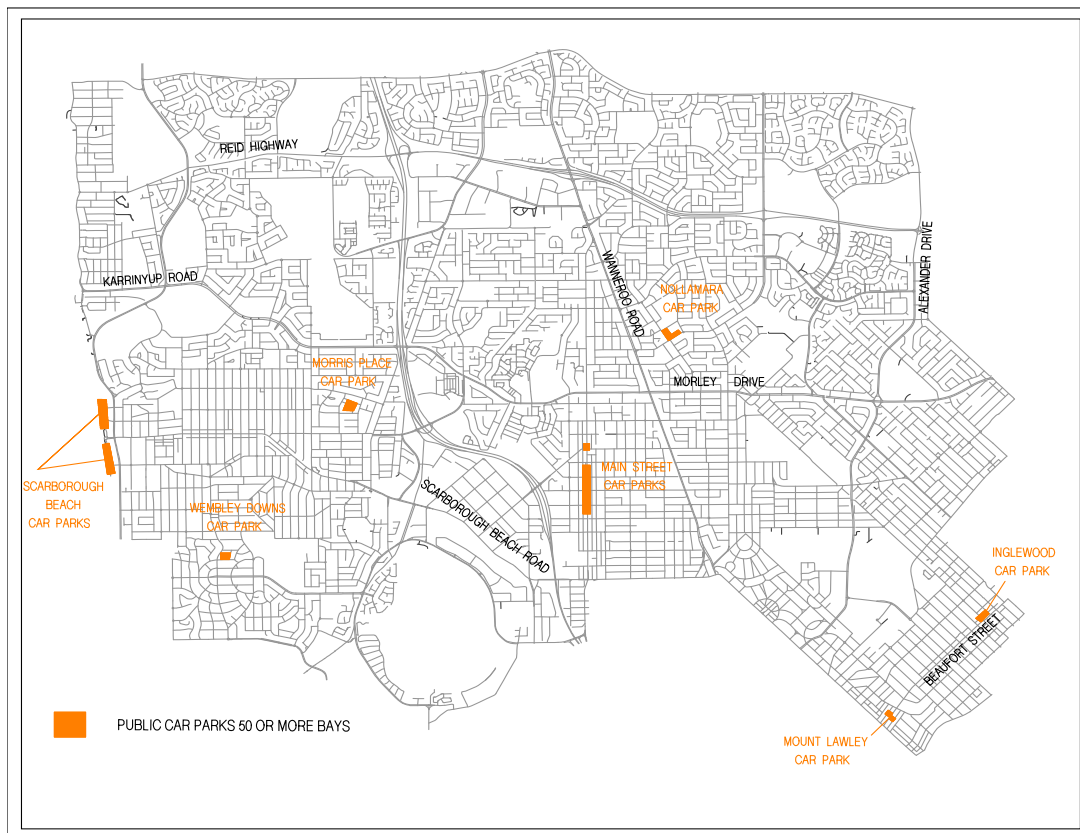 REID HIGHWAY
ALEXANDER DRIVE
WANNEROO ROAD
KARRINYUP ROAD
NOLLAMARA
CAR PARK
MORRIS PLACE
CAR PARK
MORLEY DRIVE
MAIN STREET
CAR PARKS
SCARBOROUGH
BEACH
CAR PARKS
SCARBOROUGH BEACH ROAD
WEMBLEY DOWNS
CAR PARK
INGLEWOOD
CAR PARK
BEAUFORT STREET
PUBLIC CAR PARKS 50 OR MORE BAYS
MOUNT LAWLEY
CAR PARK